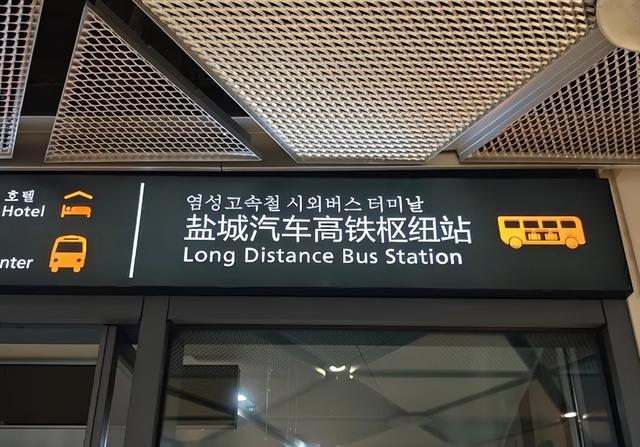 호텔
Hotel
enter
염성고속철 시외버스 터미날
盐城汽车高铁枢纽站
Long Distance Bus Station